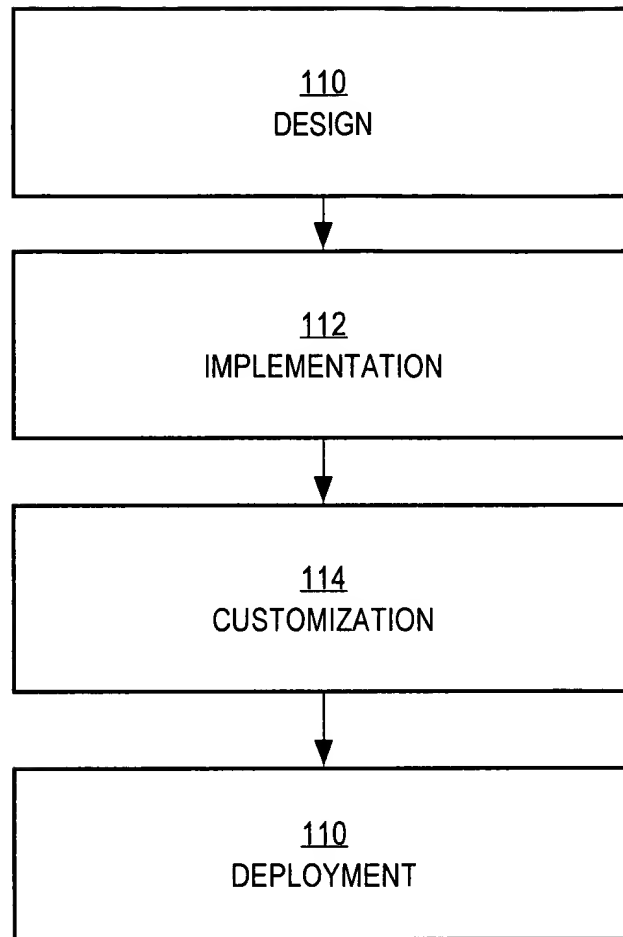 110
DESIGN
112
IMPLEMENTATION
114
CUSTOMIZATION
110
DEPLOYMENT